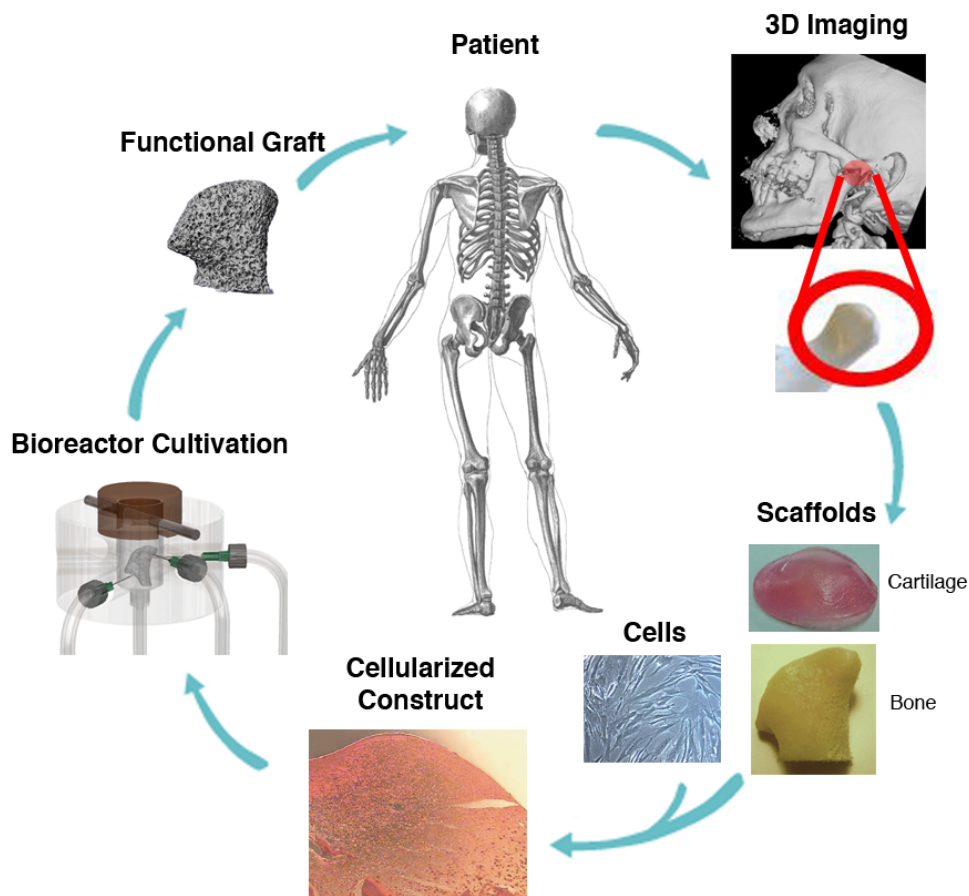 Patient
3D Imaging
Functional Graft
Bioreactor Cultivation
Scaffolds
Cartilage
Cells
Bone
Cellularized
Construct